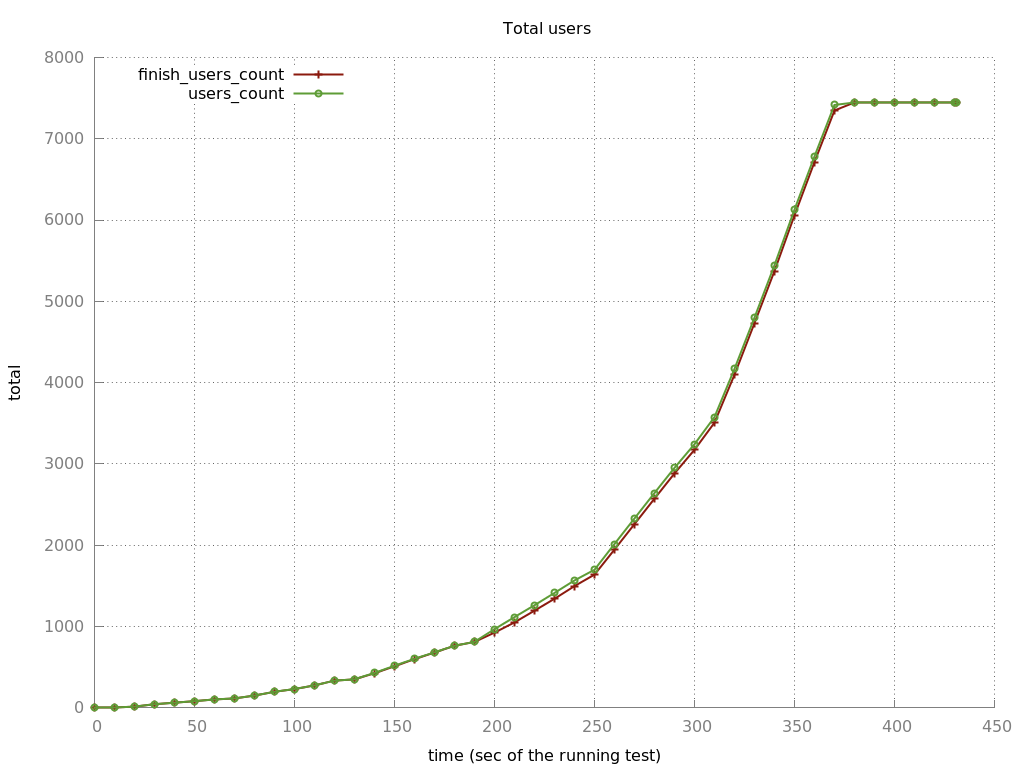 Total users
8000
7000
6000
5000
4000
3000
2000
1000
0
finish_users_count
users_count
total
0 50 100 150 200 250 300 350 400 450
time (sec of the running test)